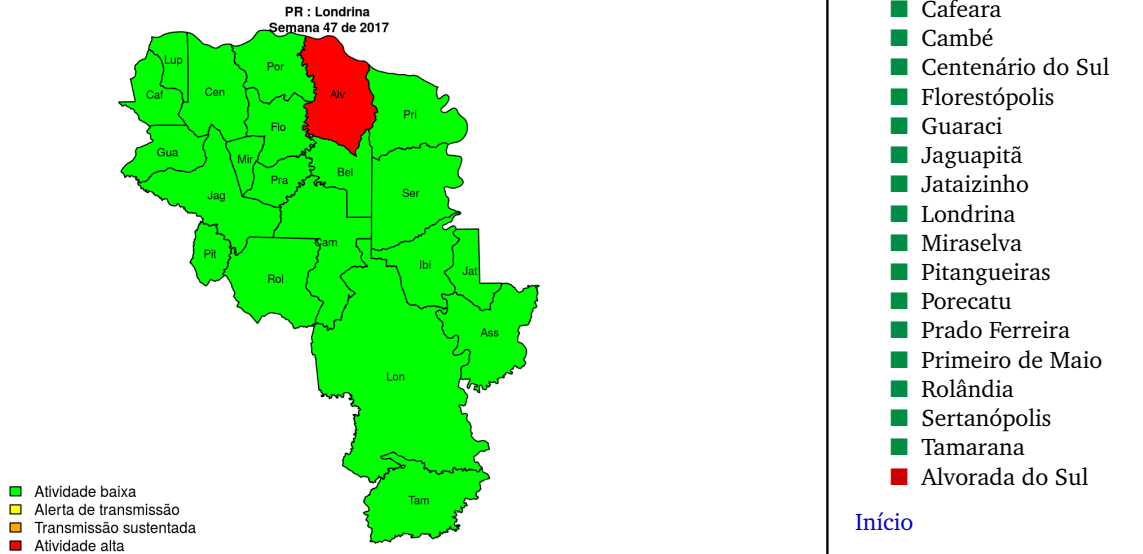 PR : Londrina
Semana 47 de 2017
Lup
Por
Caf
Cen
Alv
Pri
Flo
Gua
Mir
Bel
Pra
Jag
Ser
Cam
Pit
Ibi
Jat
Rol
Ass
Lon
Tam
Atividade baixa
Alerta de transmissão
Transmissão sustentada
Atividade alta
Cafeara
Cambé
Centenário do Sul
Florestópolis
Guaraci
Jaguapitã
Jataizinho
Londrina
Miraselva
Pitangueiras
Porecatu
Prado Ferreira
Primeiro de Maio
Rolândia
Sertanópolis
Tamarana
Alvorada do Sul
Início